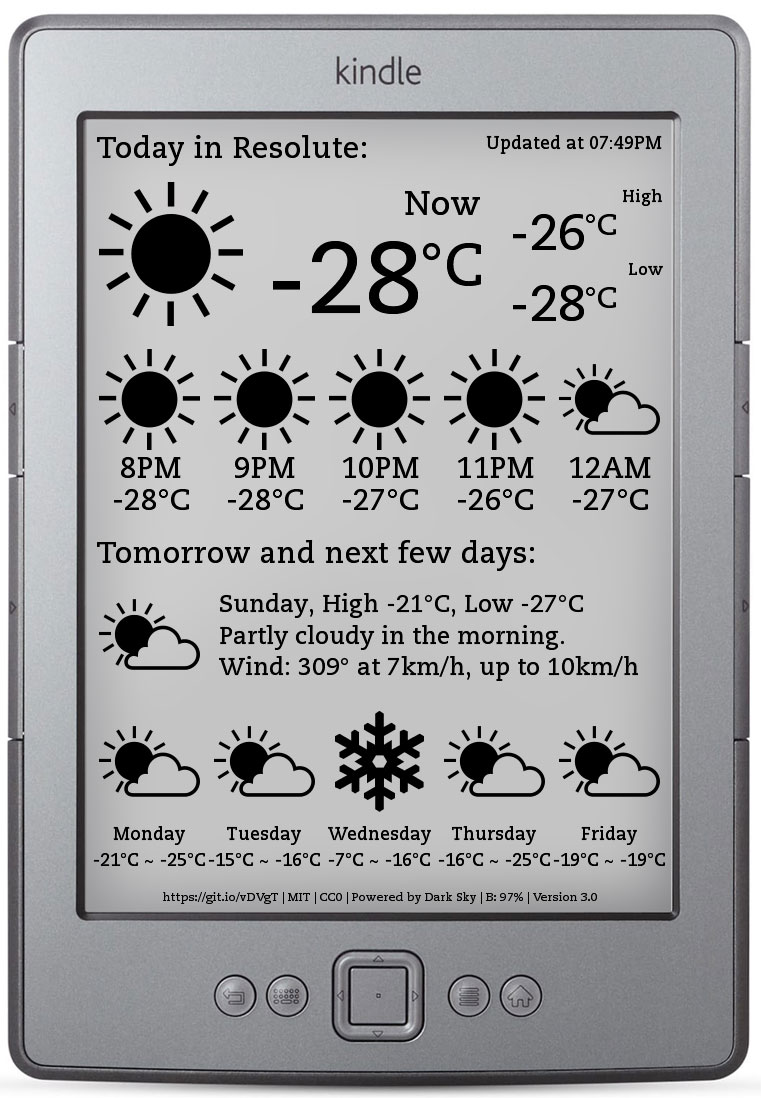 kindle
Today in Resolute:
Updated at 07:49PM
Now
-28°C
High
-26°C
Low
-28°C
8PM 9PM 10PM 11PM 12AM
-28°C -28°C -27°C -26°C -27°C
Tomorrow and next few days:
Sunday, High -21°C, Low -27°C
Partly cloudy in the morning.
Wind: 309° at 7km/h, up to 10km/h
Monday Tuesday Wednesday Thursday Friday
-21°C ~ -25°C -15°C ~ -16°C -7°C ~ -16°C -16°C ~ -25°C -19°C ~ -19°C
https://git.io/vDVgT | MIT | CC0 | Powered by Dark Sky | B: 97% | Version 3.0